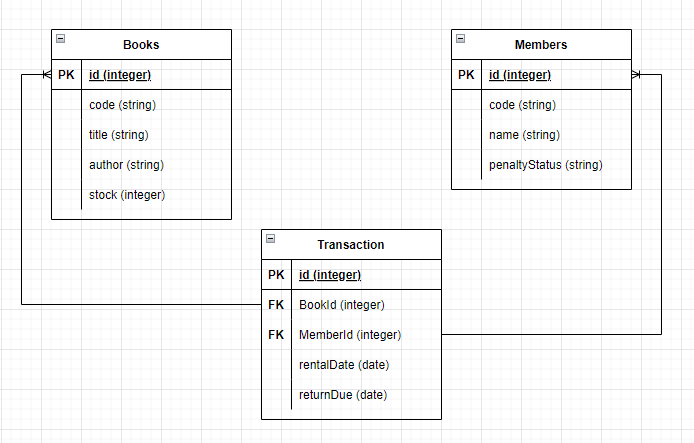 Books
PK id (integer)
code (string)
title (string)
author (string)
stock (integer)
Members
PK id (integer)
code (string)
name (string)
penaltyStatus (string)
Transaction
PK id (integer)
FK BookId (integer)
FK MemberId (integer)
rentalDate (date)
returnDue (date)